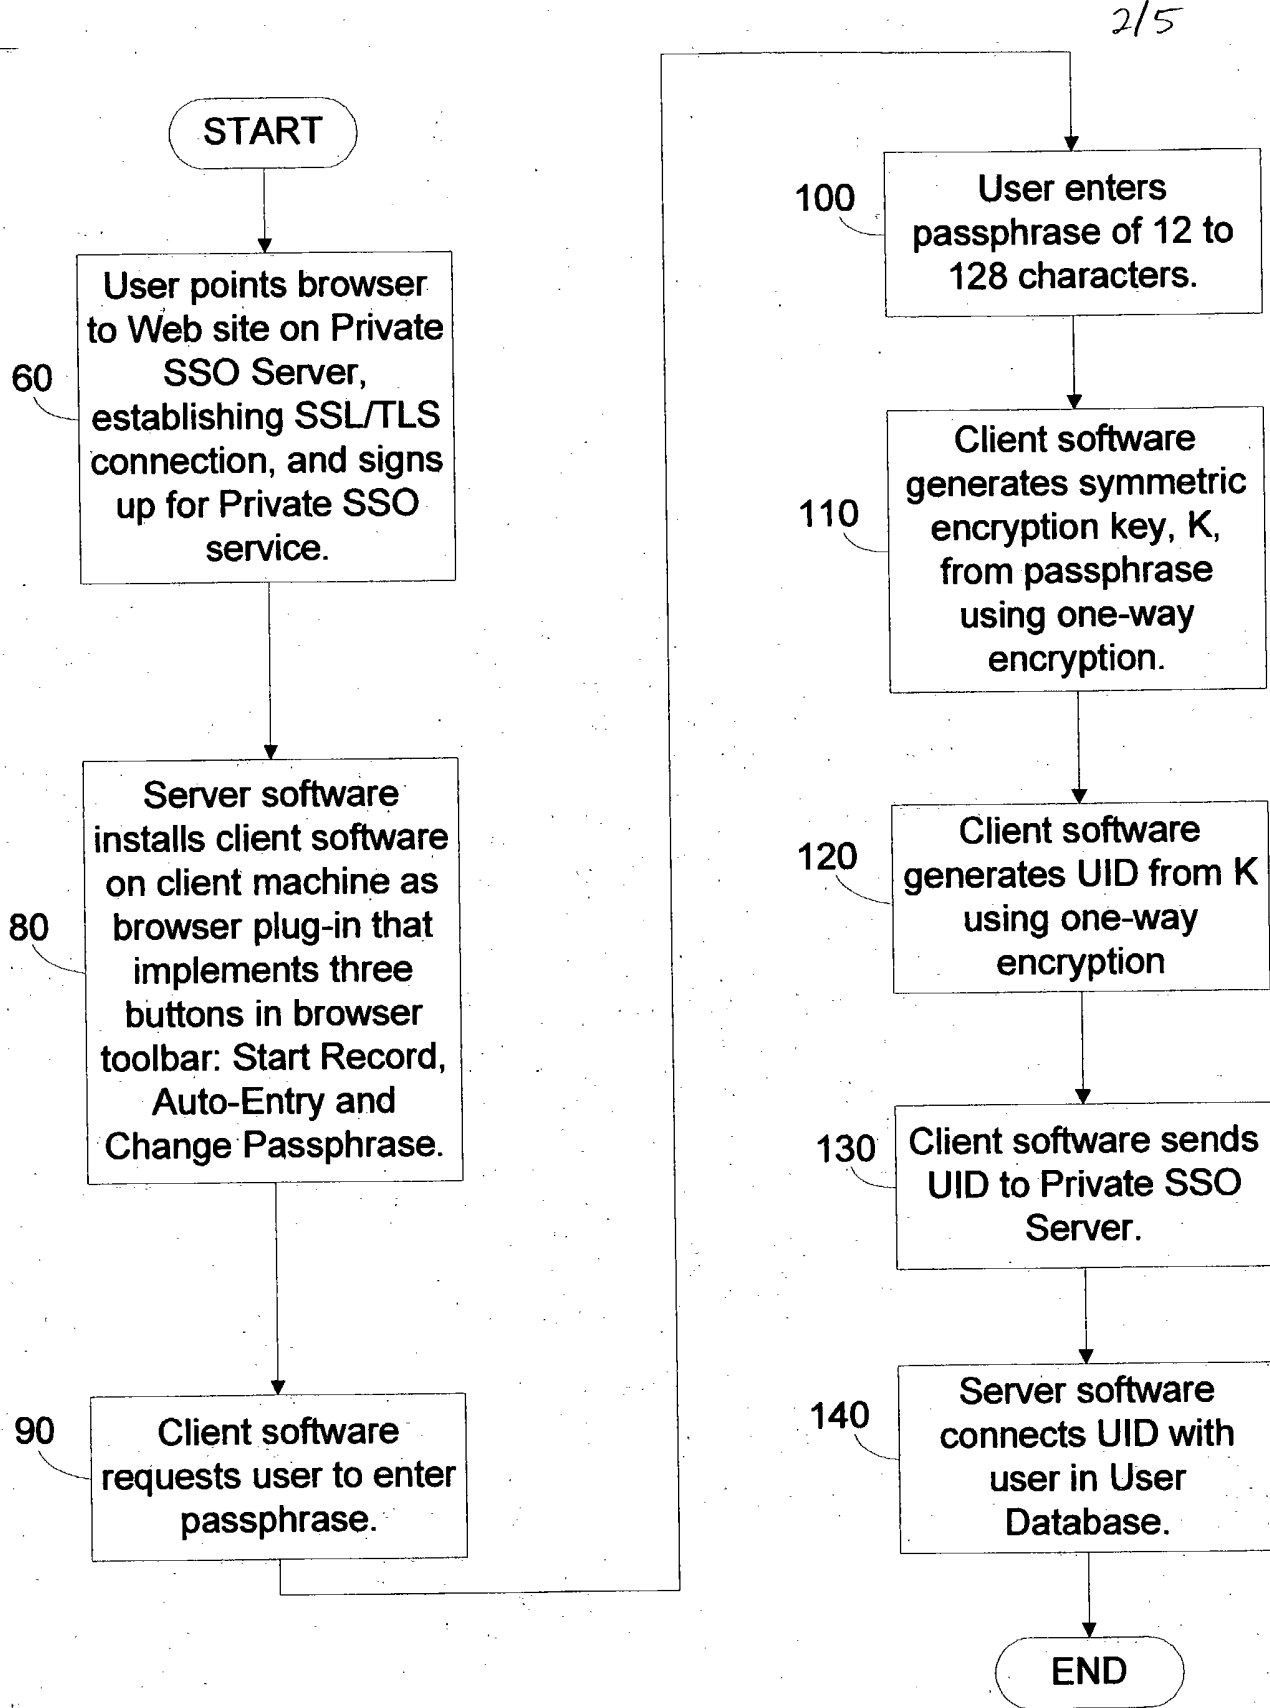 2/5
START
60
User points browser
to Web site on Private
SSO Server,
establishing SSL/TLS
connection, and signs
up for Private SSO
service.
80
Server software
installs client software
on client machine as
browser plug-in that
implements three
buttons in browser
toolbar: Start Record,
Auto-Entry and
Change Passphrase.
90
Client software
requests user to enter
passphrase.
100
User enters
passphrase of 12 to
128 characters.
110
Client software
generates symmetric
encryption key, K,
from passphrase
using one-way
encryption.
120
Client software
generates UID from K
using one-way
encryption
130
Client software sends
UID to Private SSO
Server.
140
Server software
connects UID with
user in User
Database.
END